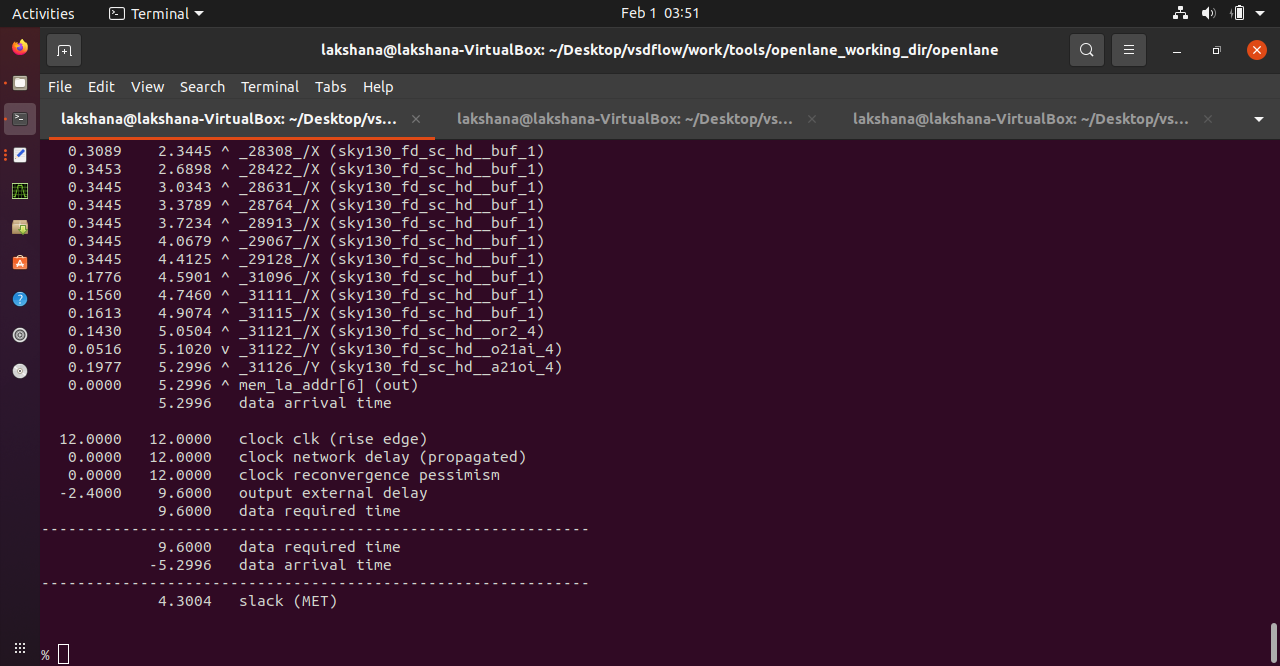 Activities Terminal Feb 1 03:51
lakshana@lakshana-VirtualBox: ~/Desktop/vsdflow/work/tools/openlane_working_dir/openlane
File Edit View Search Terminal Tabs Help
lakshana@lakshana-VirtualBox: ~/Desktop/vs... × lakshana@lakshana-VirtualBox: ~/Desktop/vs... × lakshana@lakshana-VirtualBox: ~/Desktop/vs... ×
0.3089 2.3445 ^ _28308_/X (sky130_fd_sc_hd__buf_1)
0.3453 2.6898 ^ _28422_/X (sky130_fd_sc_hd__buf_1)
0.3445 3.0343 ^ _28631_/X (sky130_fd_sc_hd__buf_1)
0.3445 3.3789 ^ _28764_/X (sky130_fd_sc_hd__buf_1)
0.3445 3.7234 ^ _28913_/X (sky130_fd_sc_hd__buf_1)
0.3445 4.0679 ^ _29067_/X (sky130_fd_sc_hd__buf_1)
0.3445 4.4125 ^ _29128_/X (sky130_fd_sc_hd__buf_1)
0.1776 4.5901 ^ _31096_/X (sky130_fd_sc_hd__buf_1)
0.1560 4.7460 ^ _31111_/X (sky130_fd_sc_hd__buf_1)
0.1613 4.9074 ^ _31115_/X (sky130_fd_sc_hd__buf_1)
0.1430 5.0504 ^ _31121_/X (sky130_fd_sc_hd__or2_4)
0.0516 5.1020 v _31122_/Y (sky130_fd_sc_hd__o21ai_4)
0.1977 5.2996 ^ _31126_/Y (sky130_fd_sc_hd__a21oi_4)
0.0000 5.2996 ^ mem_la_addr[6] (out)
5.2996 data arrival time
12.0000 12.0000 clock clk (rise edge)
0.0000 12.0000 clock network delay (propagated)
0.0000 12.0000 clock reconvergence pessimism
-2.4000 9.6000 output external delay
9.6000 data required time
-------------------------------------------------------------
9.6000 data required time
-5.2996 data arrival time
-------------------------------------------------------------
4.3004 slack (MET)
%